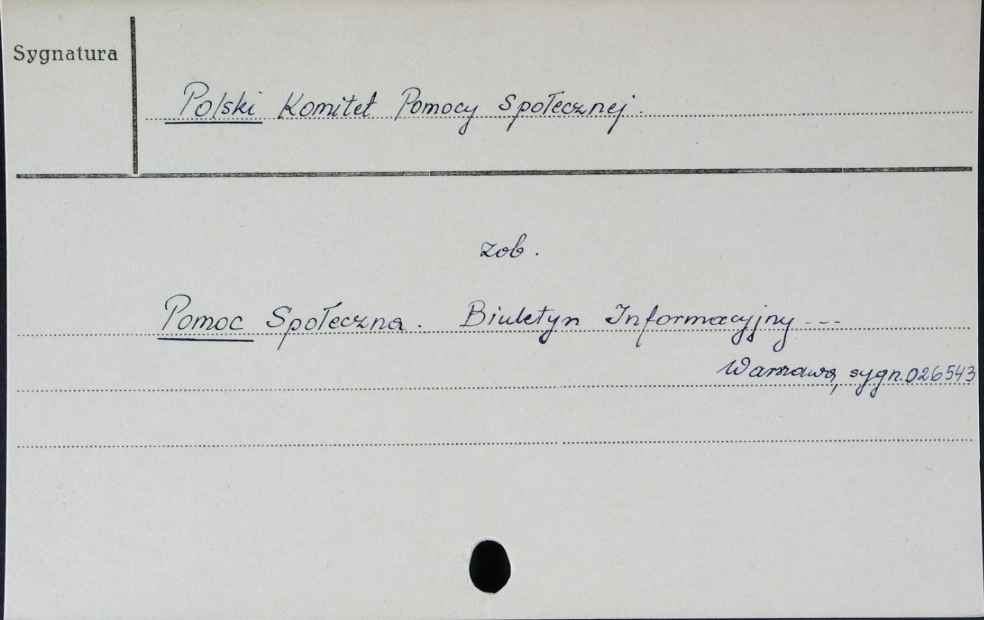 Sygnatura
Polski Komitet Pomocy Społecznej.
zob.
Pomoc Społeczna. Biuletyn Informacyjny ---
Warszawa, sygn. 026543